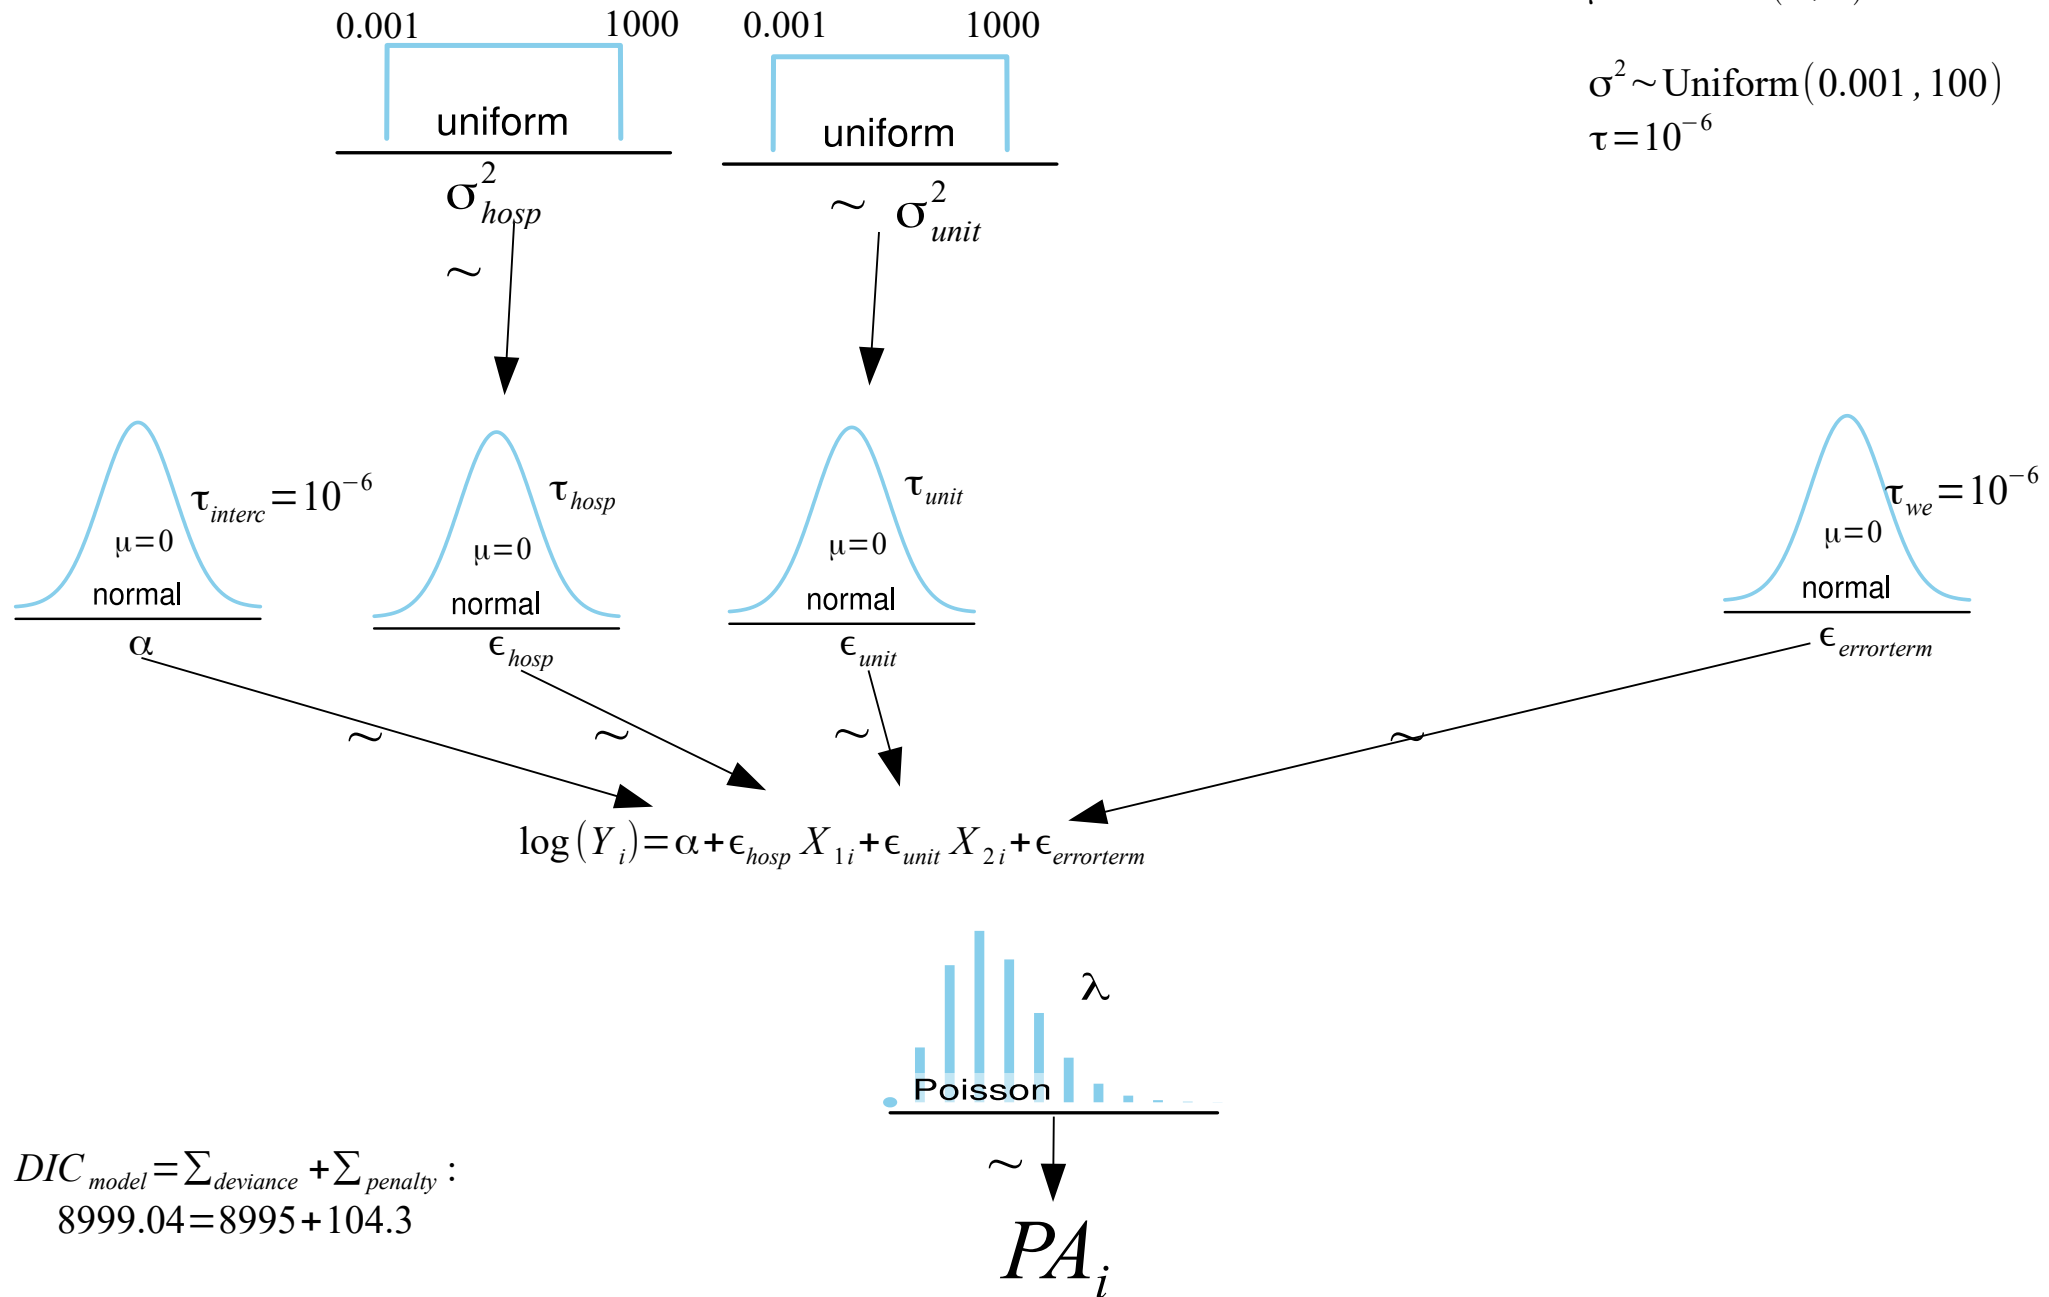 0.001 1000 0.001 1000
σ²~Uniform(0.001, 100)
τ=10⁻⁶
uniform uniform
σ²hosp ~ σ²unit
~
τinterc=10⁻⁶ τhosp τunit τwe=10⁻⁶
μ=0 μ=0 μ=0 μ=0
normal normal normal normal
α ϵhosp ϵunit ϵerrorterm
~ ~ ~ ~
log(Yi)=α+ϵhosp X1i+ϵunit X2i+ϵerrorterm
λ
Poisson
~
DICmodel=∑deviance+∑penalty:
8999.04=8995+104.3
PAi